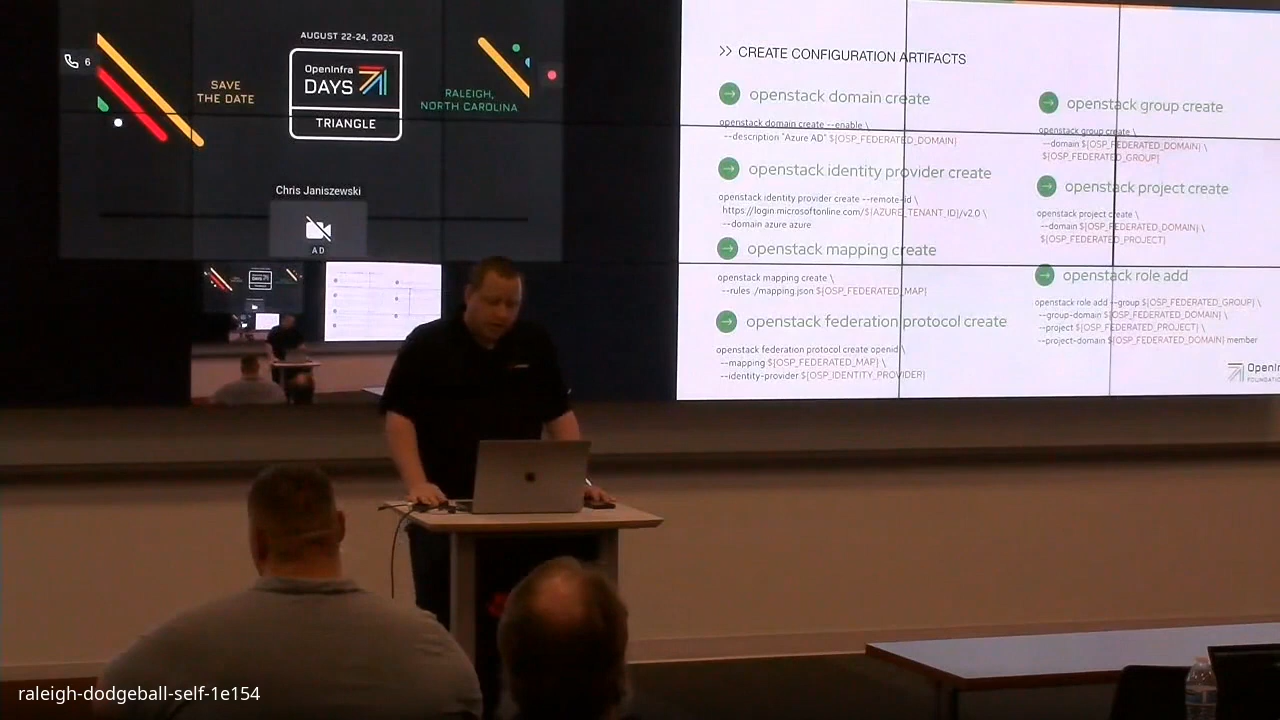 AUGUST 22-24, 2023
6
OpenInfra
DAYS
TRIANGLE
SAVE
THE DATE
RALEIGH,
NORTH CAROLINA
Chris Janiszewski
AD
>> CREATE CONFIGURATION ARTIFACTS
openstack domain create
openstack domain create --enable \
--description "Azure AD" ${OSP_FEDERATED_DOMAIN}
openstack identity provider create
openstack identity provider create --remote-id \
https://login.microsoftonline.com/${AZURE_TENANT_ID}/v2.0 \
--domain azure azure
openstack mapping create
openstack mapping create \
--rules ./mapping.json ${OSP_FEDERATED_MAP}
openstack federation protocol create
openstack federation protocol create openid \
--mapping ${OSP_FEDERATED_MAP} \
--identity-provider ${OSP_IDENTITY_PROVIDER}
openstack group create
openstack group create \
--domain ${OSP_FEDERATED_DOMAIN} \
${OSP_FEDERATED_GROUP}
openstack project create
openstack project create \
--domain ${OSP_FEDERATED_DOMAIN} \
${OSP_FEDERATED_PROJECT}
openstack role add
openstack role add --group ${OSP_FEDERATED_GROUP} \
--group-domain ${OSP_FEDERATED_DOMAIN} \
--project ${OSP_FEDERATED_PROJECT} \
--project-domain ${OSP_FEDERATED_DOMAIN} member
raleigh-dodgeball-self-1e154